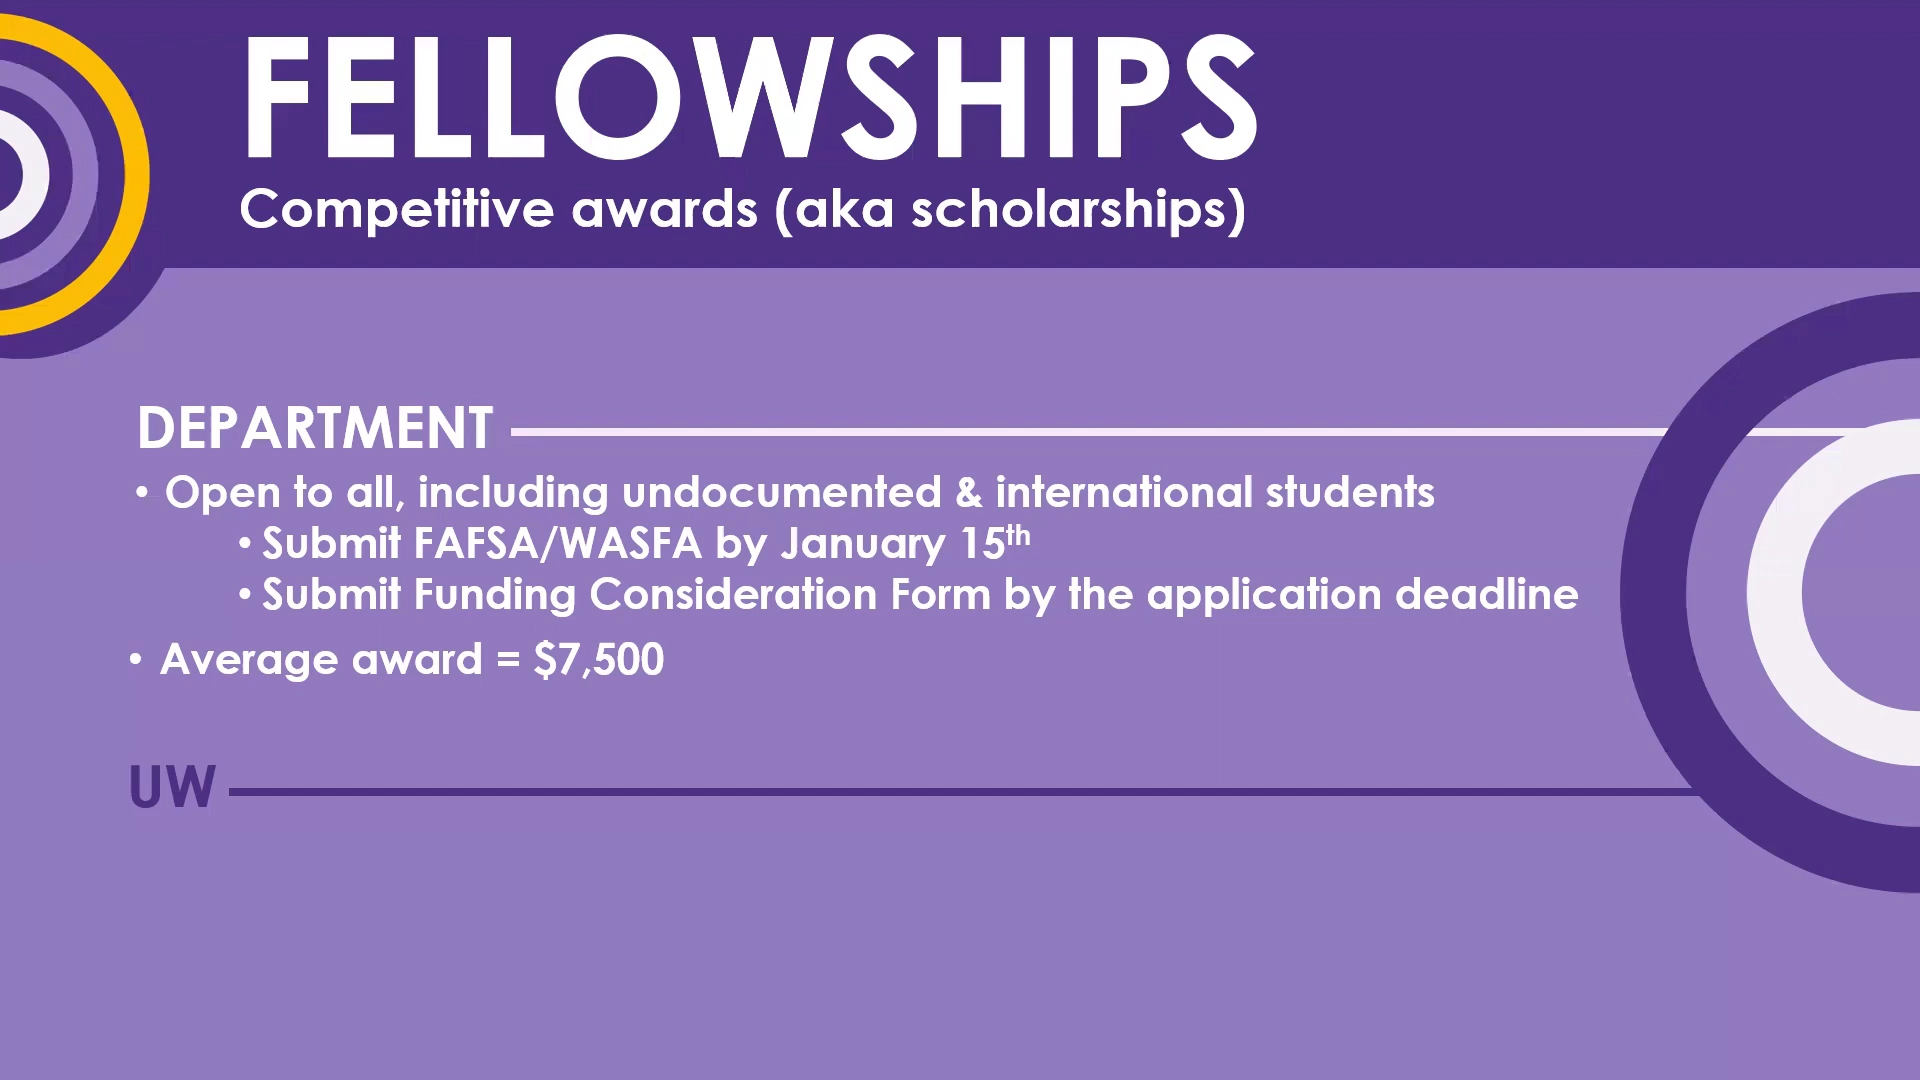 FELLOWSHIPS
Competitive awards (aka scholarships)
DEPARTMENT
• Open to all, including undocumented & international students
• Submit FAFSA/WASFA by January 15th
• Submit Funding Consideration Form by the application deadline
• Average award = $7,500
UW